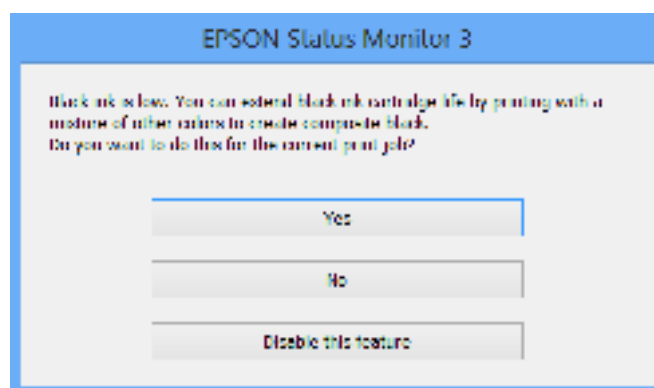 EPSON Status Monitor 3
Black ink is low. You can extend black ink cartridge life by printing with a
mixture of other colors to create composite black.
Do you want to do this for the current print job?
Yes
No
Disable this feature